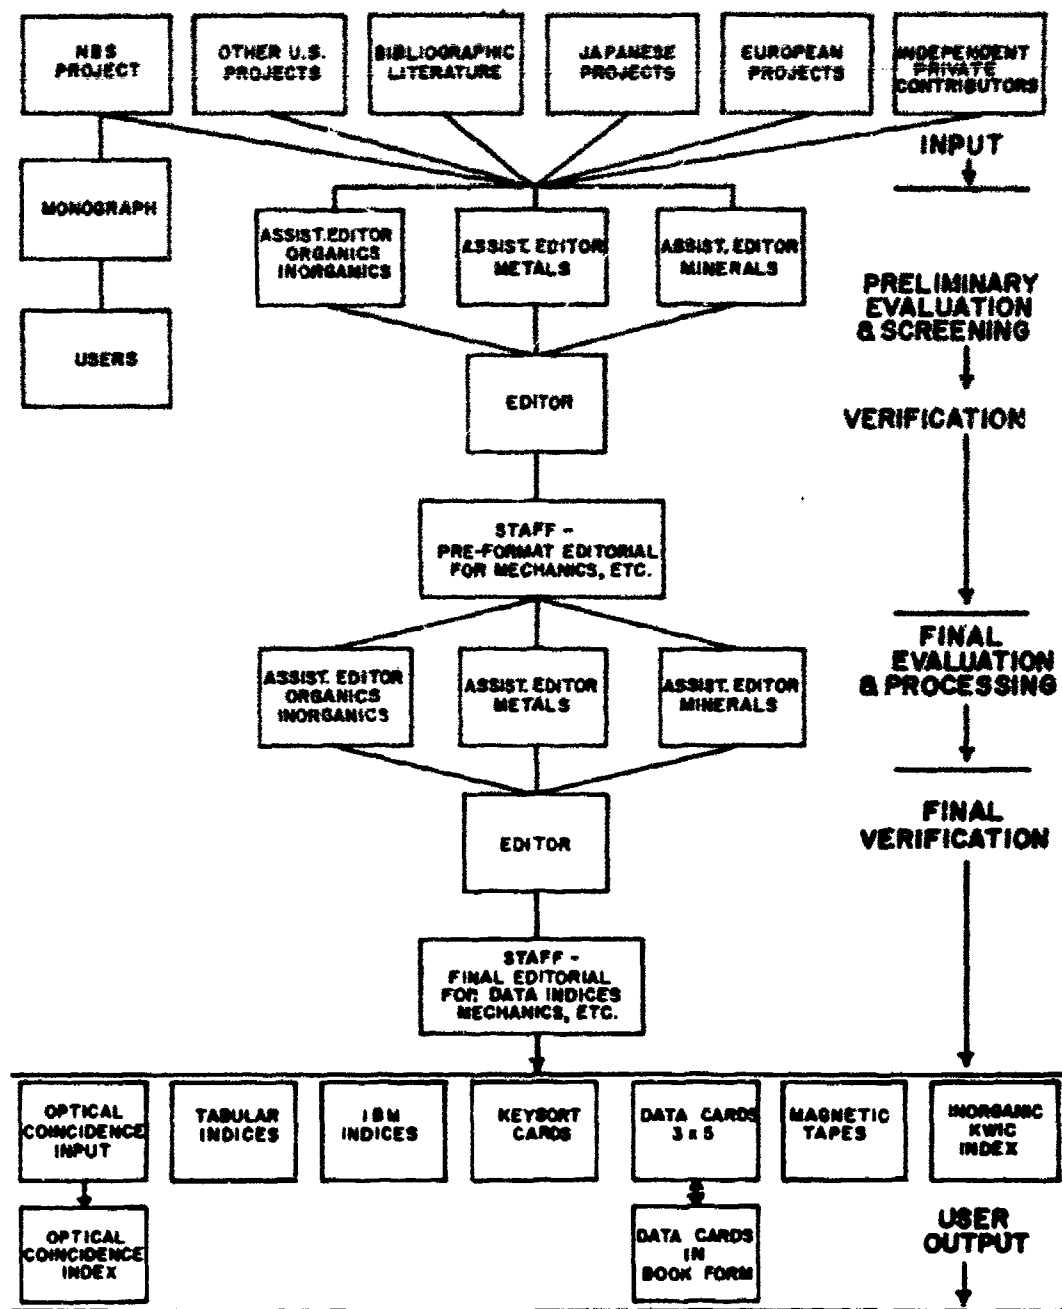 NBS
PROJECT
OTHER U.S.
PROJECTS
BIBLIOGRAPHIC
LITERATURE
JAPANESE
PROJECTS
EUROPEAN
PROJECTS
INDEPENDENT
PRIVATE
CONTRIBUTORS
INPUT
MONOGRAPH
ASSIST. EDITOR
ORGANICS
INORGANICS
ASSIST. EDITOR
METALS
ASSIST. EDITOR
MINERALS
PRELIMINARY
EVALUATION
& SCREENING
USERS
EDITOR
VERIFICATION
STAFF -
PRE-FORMAT EDITORIAL
FOR MECHANICS, ETC.
FINAL
EVALUATION
& PROCESSING
ASSIST. EDITOR
ORGANICS
INORGANICS
ASSIST. EDITOR
METALS
ASSIST. EDITOR
MINERALS
FINAL
VERIFICATION
EDITOR
STAFF -
FINAL EDITORIAL
FOR DATA INDICES
MECHANICS, ETC.
OPTICAL
COINCIDENCE
INPUT
TABULAR
INDICES
IBM
INDICES
KEYSORT
CARDS
DATA CARDS
3 x 5
MAGNETIC
TAPES
INORGANIC
KWIC
INDEX
OPTICAL
COINCIDENCE
INDEX
DATA CARDS
IN
BOOK FORM
USER
OUTPUT